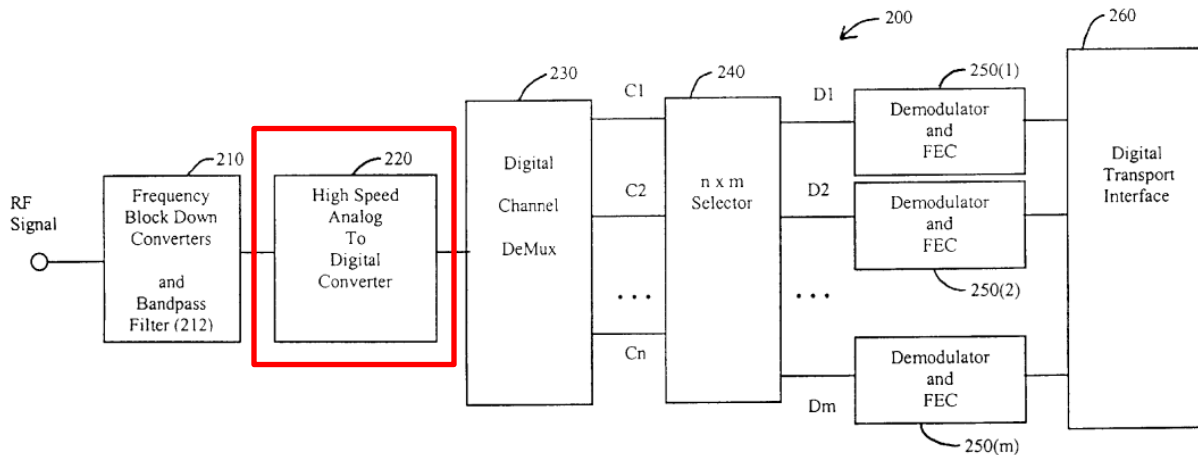 200
260
230
240
250(1)
C1
D1
Demodulator
and
FEC
210
220
RF
Signal
Frequency
Block Down
Converters
and
Bandpass
Filter (212)
High Speed
Analog
To
Digital
Converter
Digital
Channel
DeMux
C2
n x m
Selector
D2
Demodulator
and
FEC
Digital
Transport
Interface
250(2)
...
...
Cn
Dm
Demodulator
and
FEC
250(m)